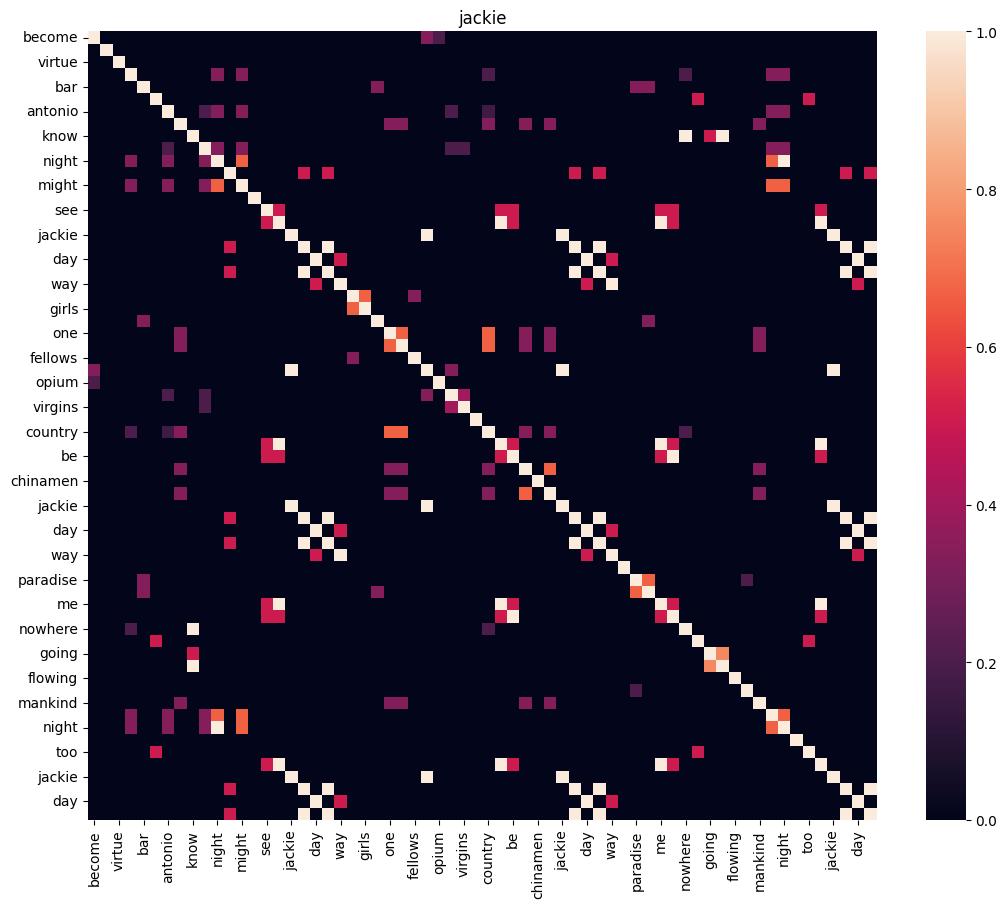 jackie
become
virtue
bar
antonio
know
night
might
see
jackie
day
way
girls
one
fellows
opium
virgins
country
be
chinamen
jackie
day
way
paradise
me
nowhere
going
flowing
mankind
night
too
jackie
day
become
virtue
bar
antonio
know
night
might
see
jackie
day
way
girls
one
fellows
opium
virgins
country
be
chinamen
jackie
day
way
paradise
me
nowhere
going
flowing
mankind
night
too
jackie
day
1.0
0.8
0.6
0.4
0.2
0.0